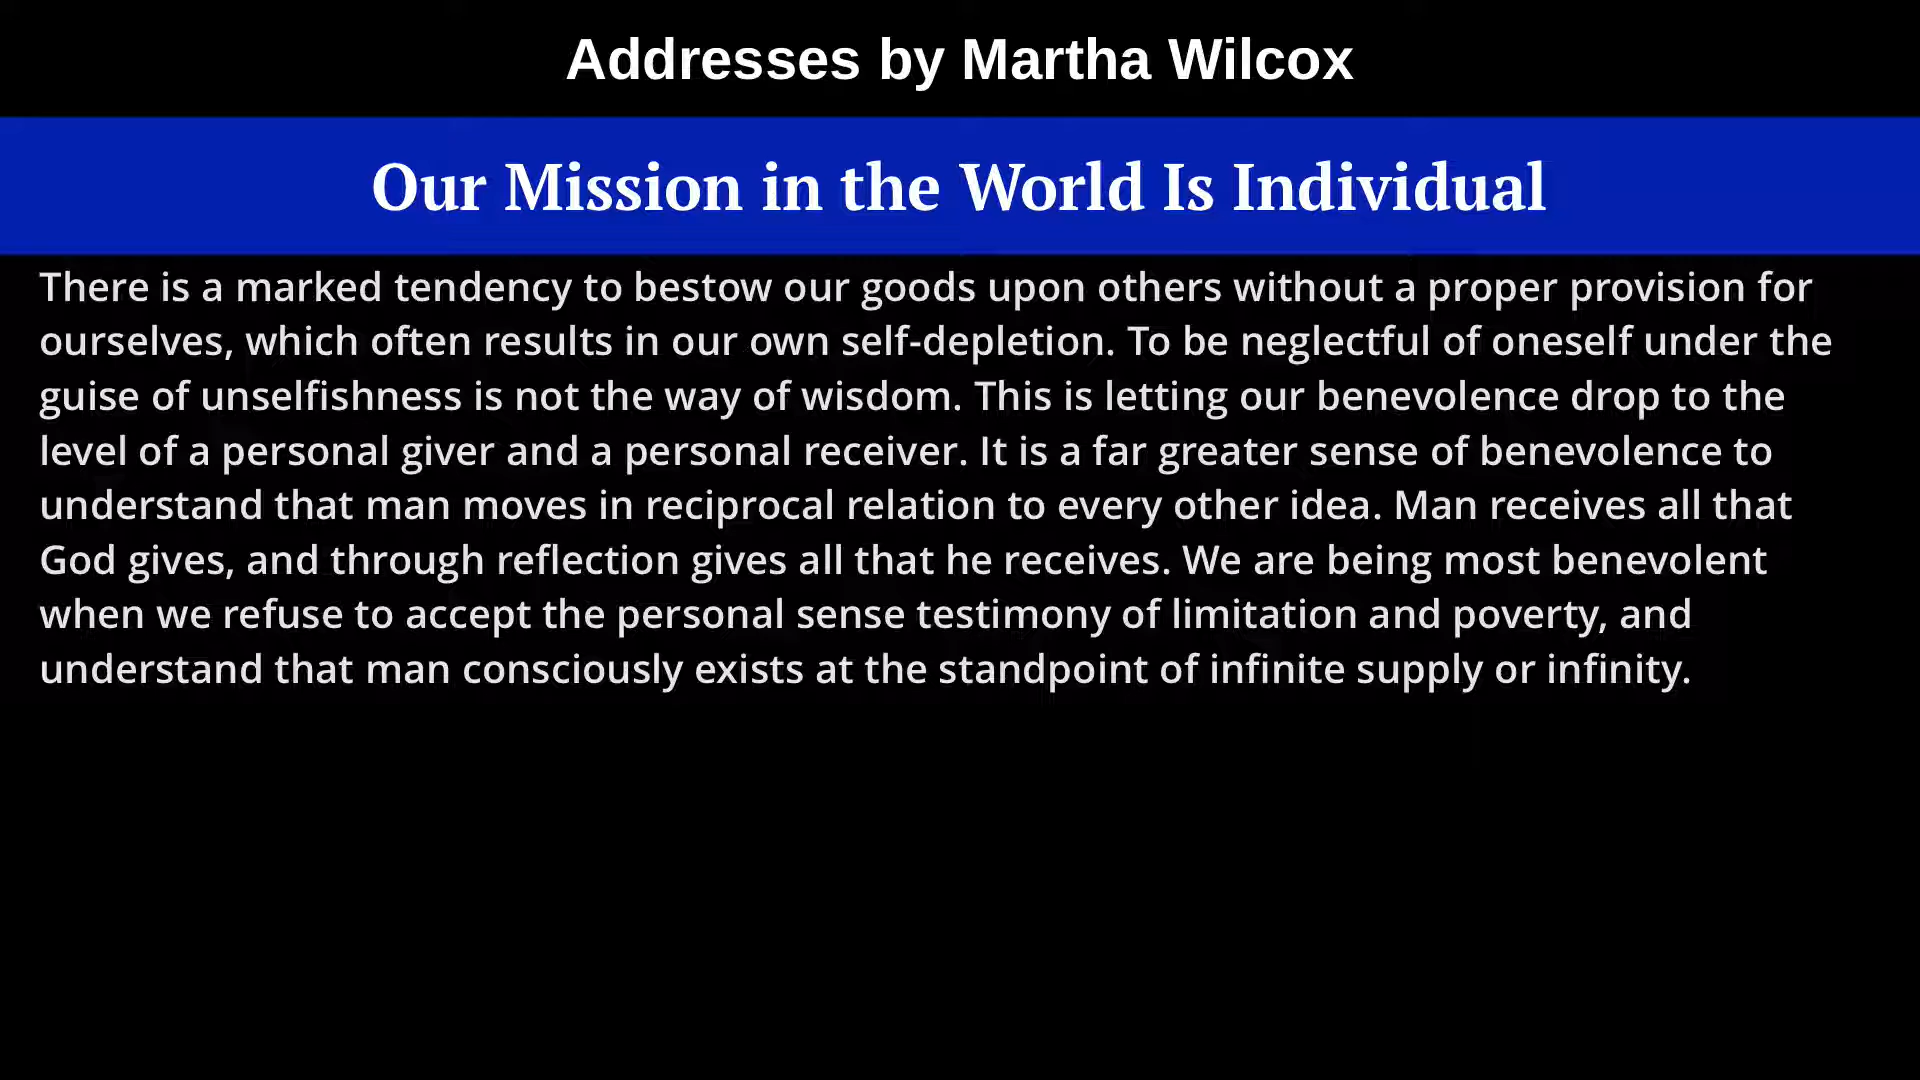 Addresses by Martha Wilcox
Our Mission in the World Is Individual
There is a marked tendency to bestow our goods upon others without a proper provision for
ourselves, which often results in our own self-depletion. To be neglectful of oneself under the
guise of unselfishness is not the way of wisdom. This is letting our benevolence drop to the
level of a personal giver and a personal receiver. It is a far greater sense of benevolence to
understand that man moves in reciprocal relation to every other idea. Man receives all that
God gives, and through reflection gives all that he receives. We are being most benevolent
when we refuse to accept the personal sense testimony of limitation and poverty, and
understand that man consciously exists at the standpoint of infinite supply or infinity.